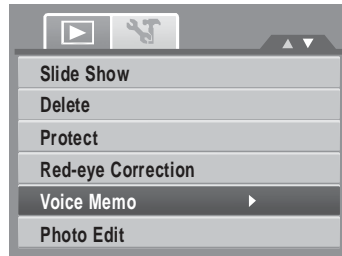 Slide Show
Delete
Protect
Red-eye Correction
Voice Memo
Photo Edit